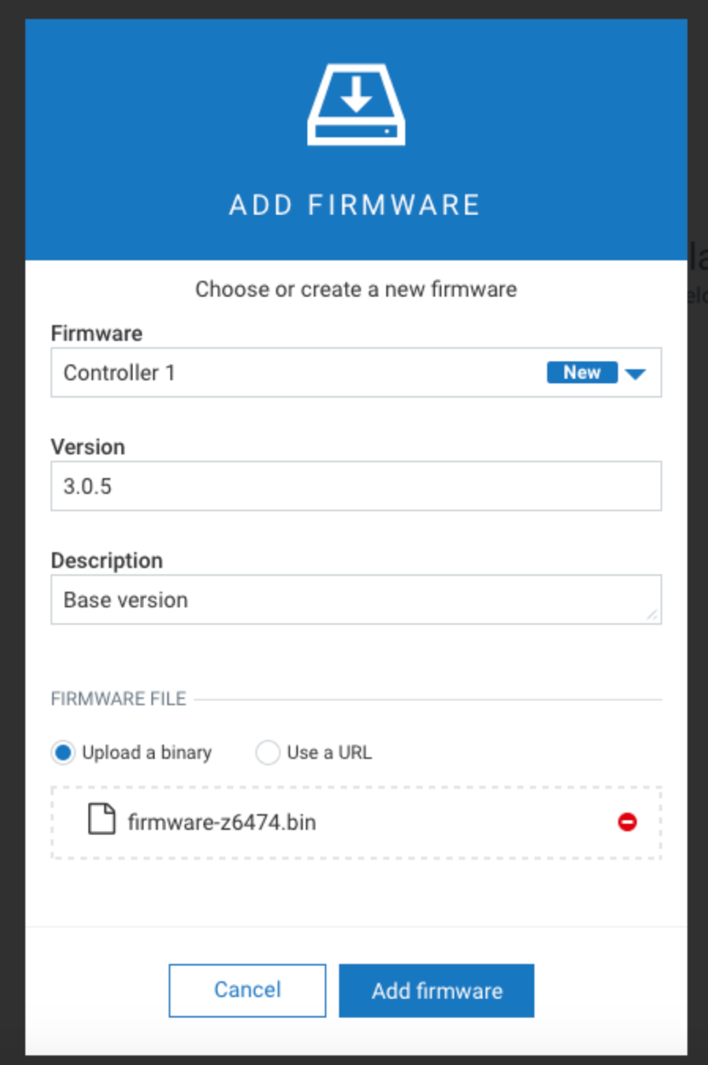 ADD FIRMWARE
Choose or create a new firmware
Firmware
Controller 1 New
Version
3.0.5
Description
Base version
FIRMWARE FILE
Upload a binary Use a URL
firmware-z6474.bin
Cancel Add firmware